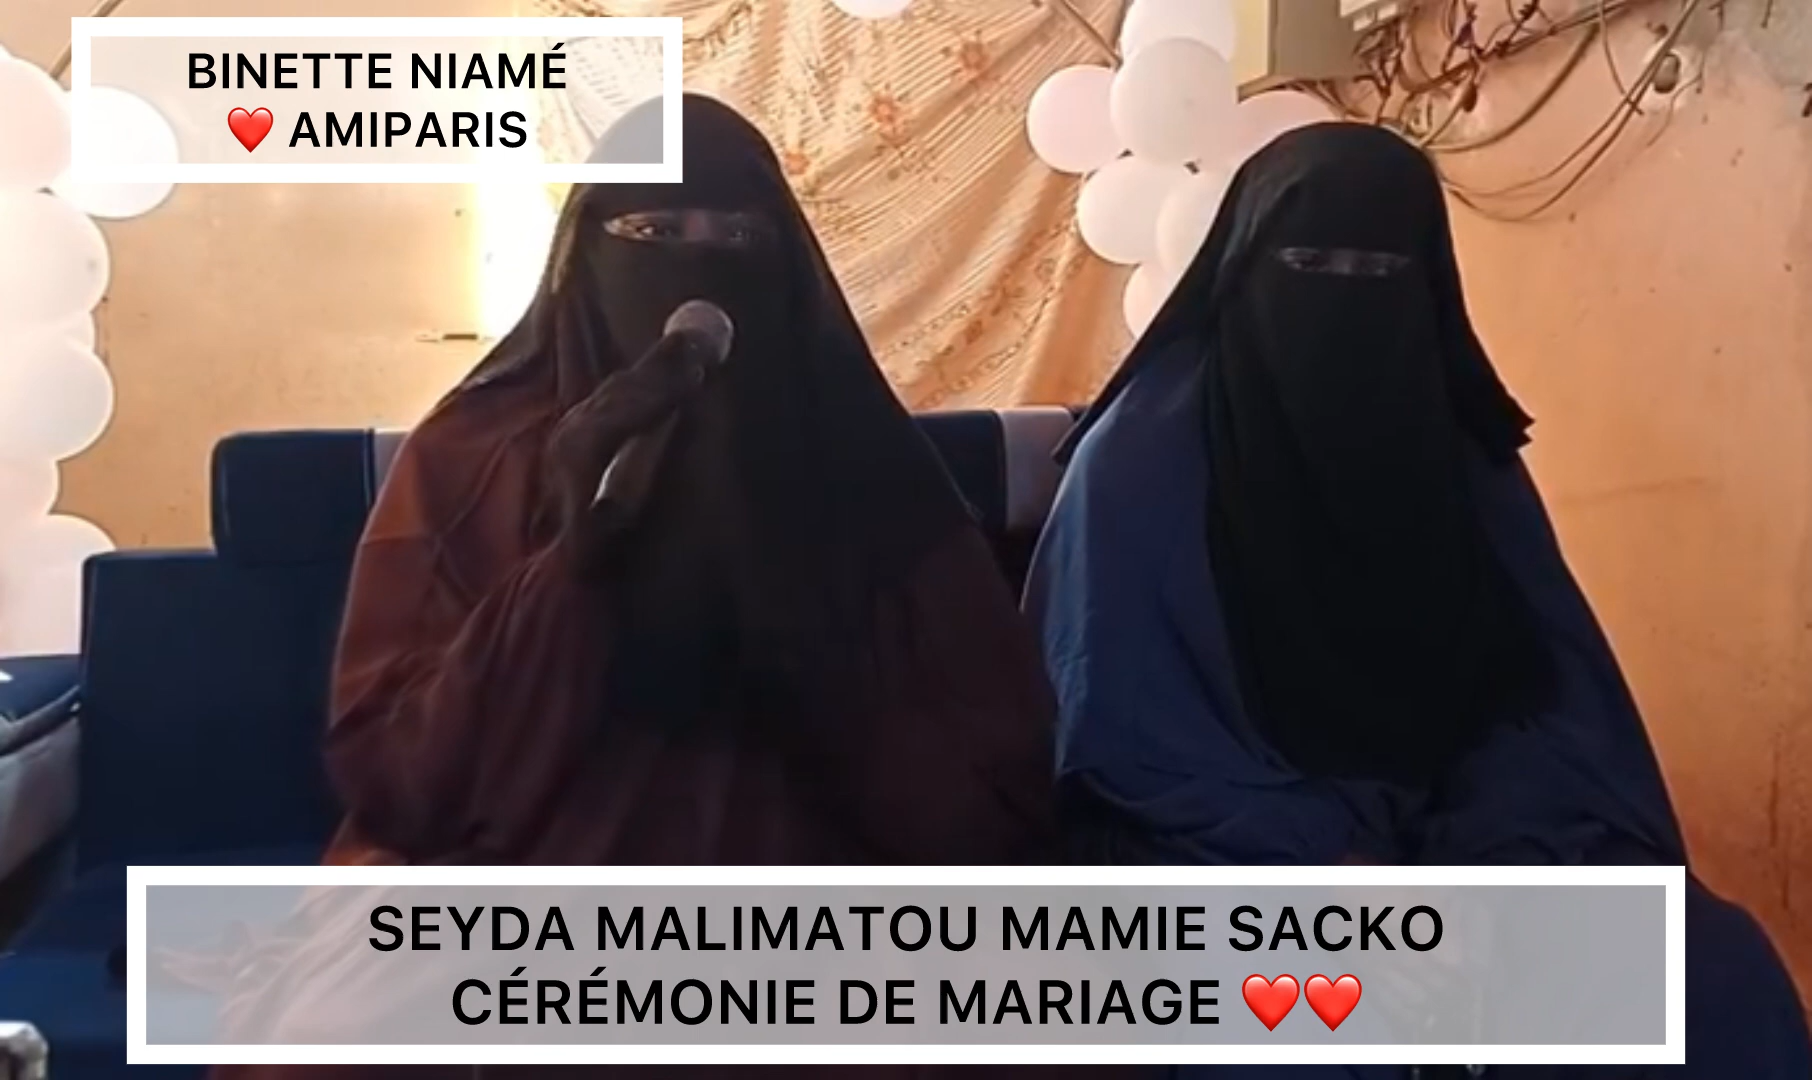 BINETTE NIAMÉ
❤️ AMIPARIS
SEYDA MALIMATOU MAMIE SACKO
CÉRÉMONIE DE MARIAGE ❤️❤️